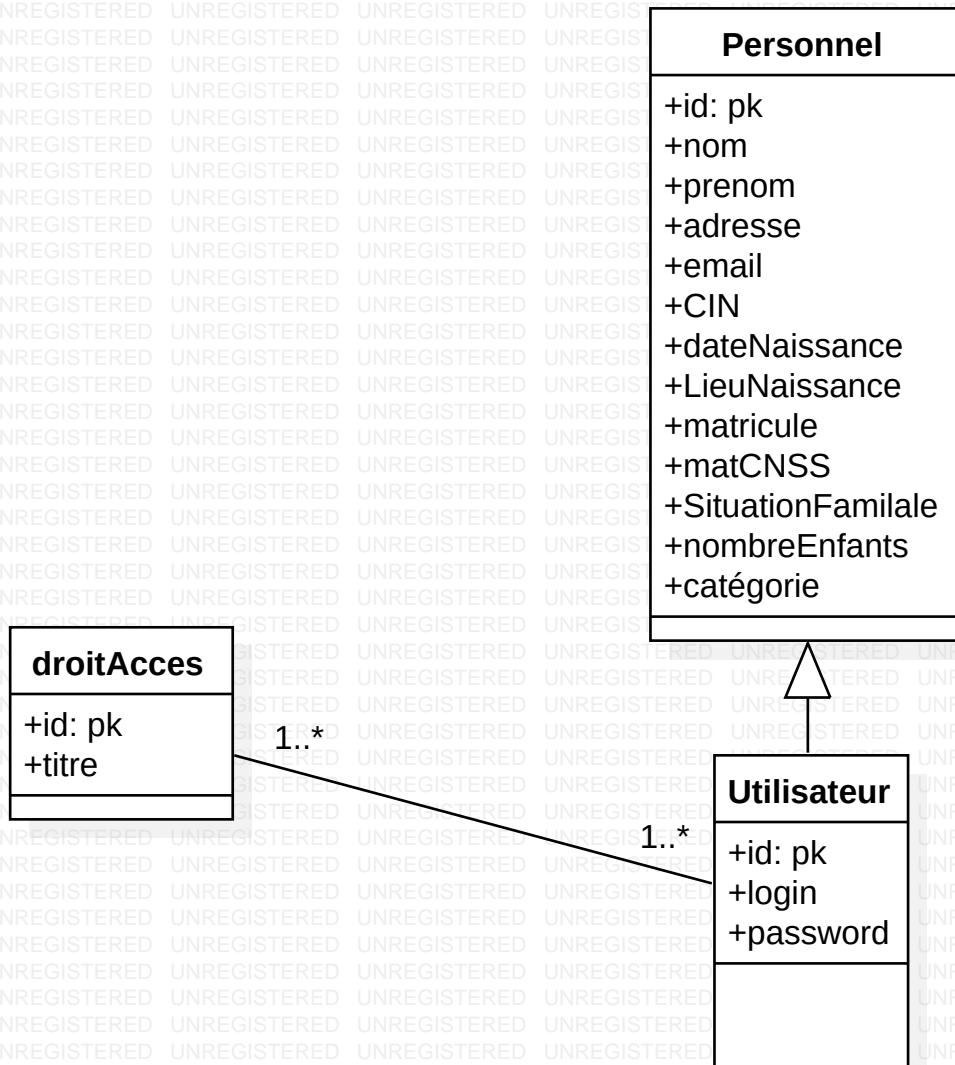 Personnel
+id: pk
+nom
+prenom
+adresse
+email
+CIN
+dateNaissance
+LieuNaissance
+matricule
+matCNSS
+SituationFamilale
+nombreEnfants
+catégorie
droitAcces
+id: pk
+titre
1..*
1..*
Utilisateur
+id: pk
+login
+password
UNREGISTERED